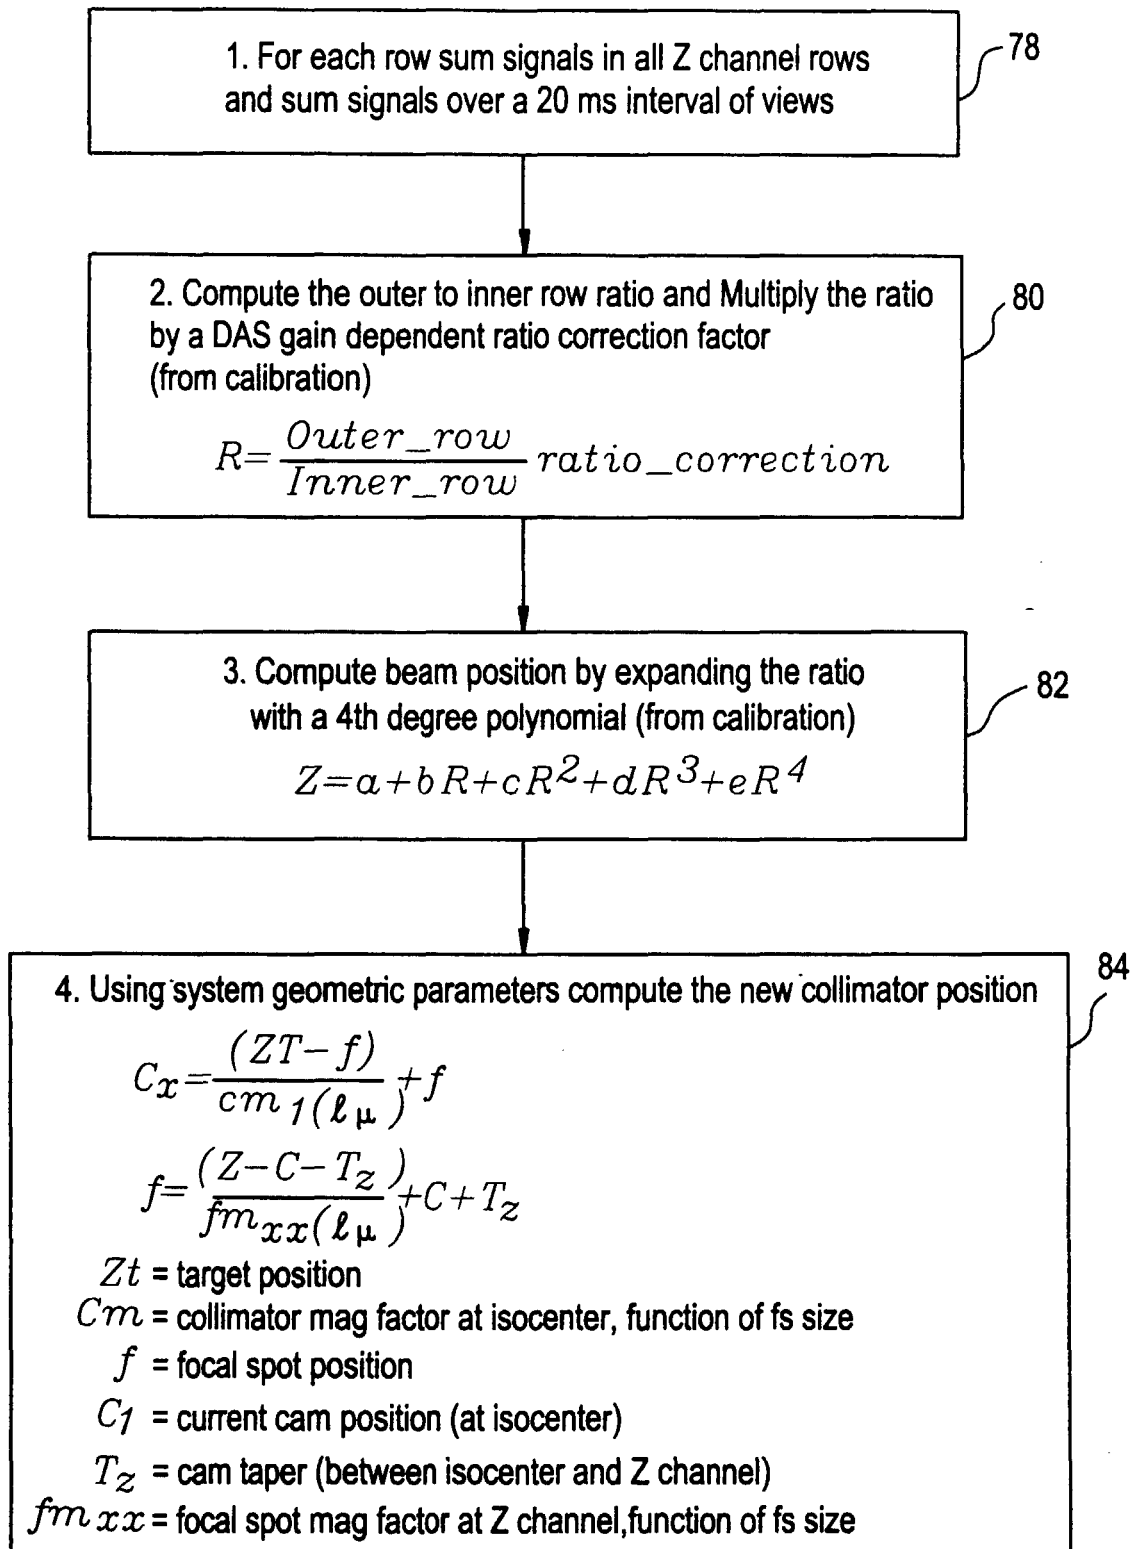 1. For each row sum signals in all Z channel rows
and sum signals over a 20 ms interval of views
78
2. Compute the outer to inner row ratio and Multiply the ratio
by a DAS gain dependent ratio correction factor
(from calibration)
R=Outer_row/Inner_row ratio_correction
80
3. Compute beam position by expanding the ratio
with a 4th degree polynomial (from calibration)
Z=a+bR+cR²+dR³+eR⁴
82
84
4. Using system geometric parameters compute the new collimator position
Cx=(ZT-f)/cm1(ℓμ)+f
f=(Z-C-Tz)/fmxx(ℓμ)+C+Tz
Zt = target position
Cm = collimator mag factor at isocenter, function of fs size
f = focal spot position
C1 = current cam position (at isocenter)
Tz = cam taper (between isocenter and Z channel)
fmxx = focal spot mag factor at Z channel,function of fs size